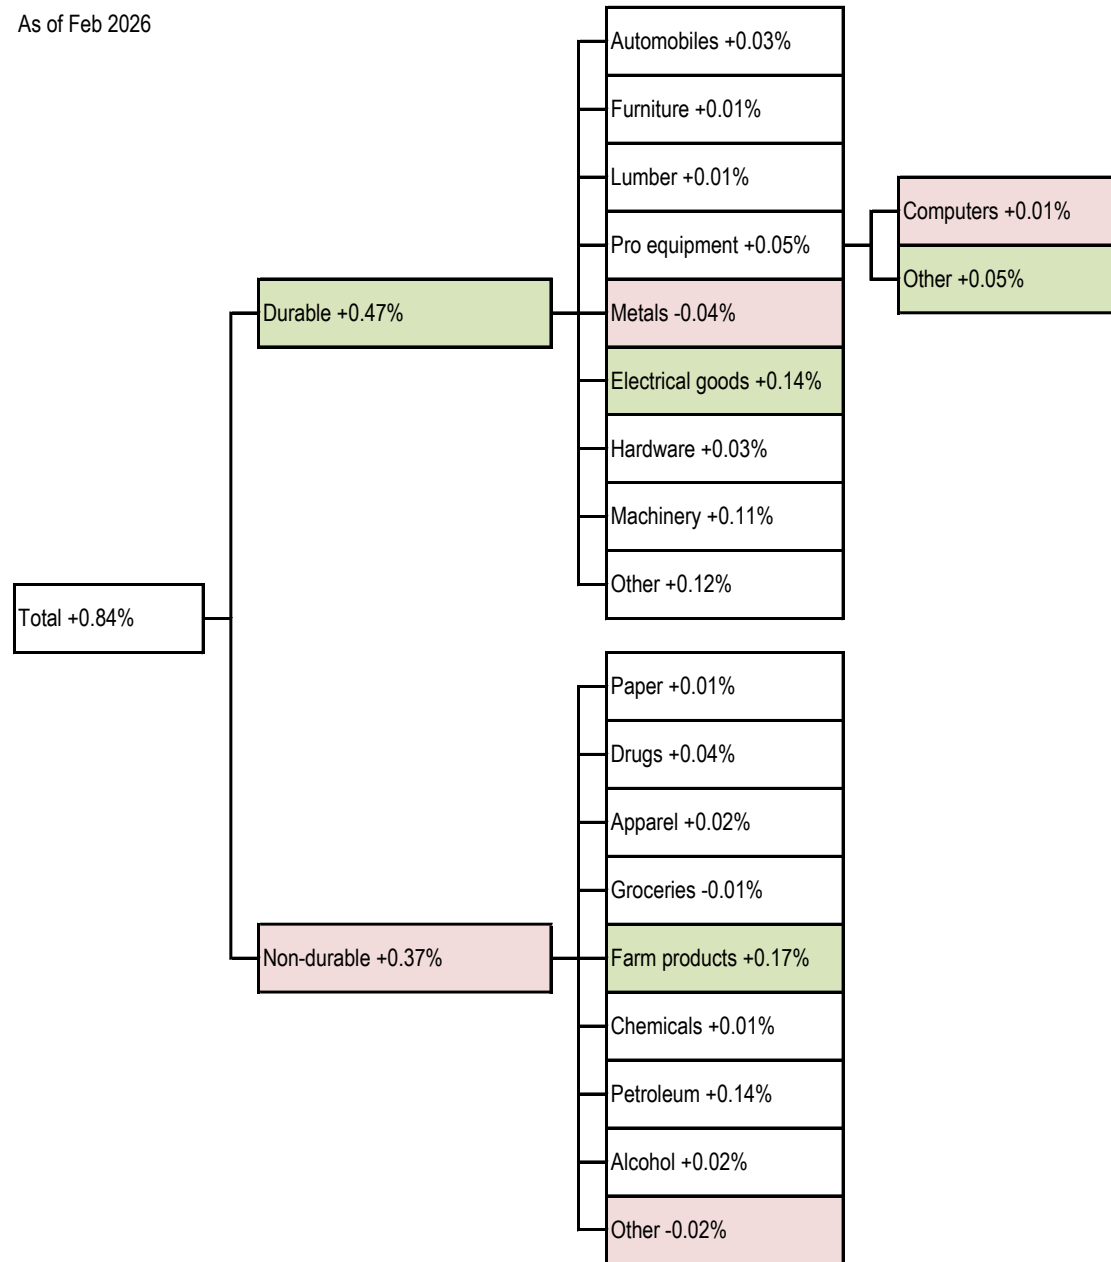 As of Feb 2026
Total +0.84%
Durable +0.47%
Automobiles +0.03%
Furniture +0.01%
Lumber +0.01%
Pro equipment +0.05%
Computers +0.01%
Other +0.05%
Metals -0.04%
Electrical goods +0.14%
Hardware +0.03%
Machinery +0.11%
Other +0.12%
Non-durable +0.37%
Paper +0.01%
Drugs +0.04%
Apparel +0.02%
Groceries -0.01%
Farm products +0.17%
Chemicals +0.01%
Petroleum +0.14%
Alcohol +0.02%
Other -0.02%